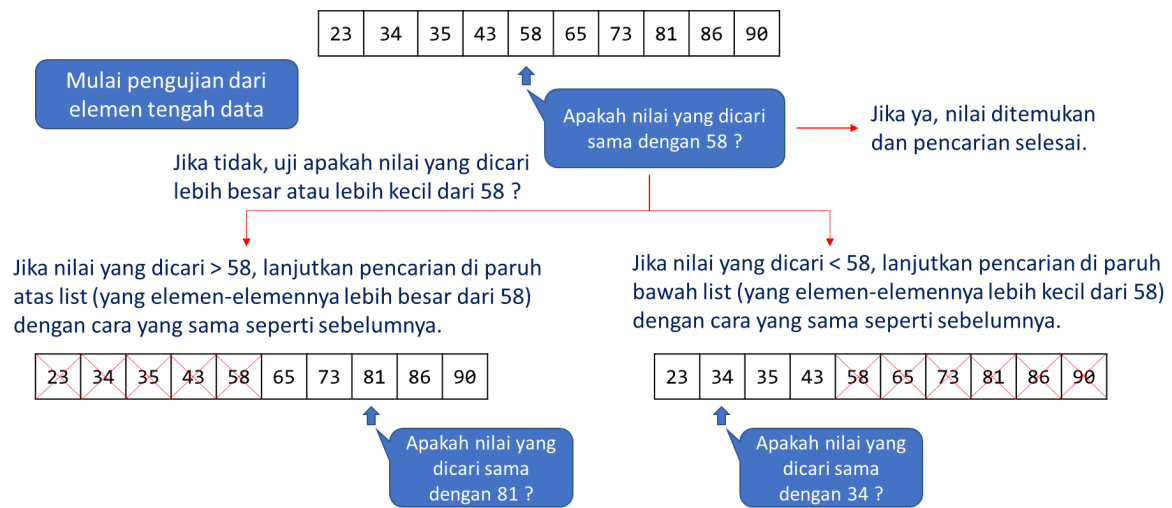 23 34 35 43 58 65 73 81 86 90
Mulai pengujian dari
elemen tengah data
Apakah nilai yang dicari
sama dengan 58 ?
Jika ya, nilai ditemukan
dan pencarian selesai.
Jika tidak, uji apakah nilai yang dicari
lebih besar atau lebih kecil dari 58 ?
Jika nilai yang dicari > 58, lanjutkan pencarian di paruh
atas list (yang elemen-elemennya lebih besar dari 58)
dengan cara yang sama seperti sebelumnya.
23 34 35 43 58 65 73 81 86 90
Apakah nilai yang
dicari sama
dengan 81 ?
Jika nilai yang dicari < 58, lanjutkan pencarian di paruh
bawah list (yang elemen-elemennya lebih kecil dari 58)
dengan cara yang sama seperti sebelumnya.
23 34 35 43 58 65 73 81 86 90
Apakah nilai yang
dicari sama
dengan 34 ?